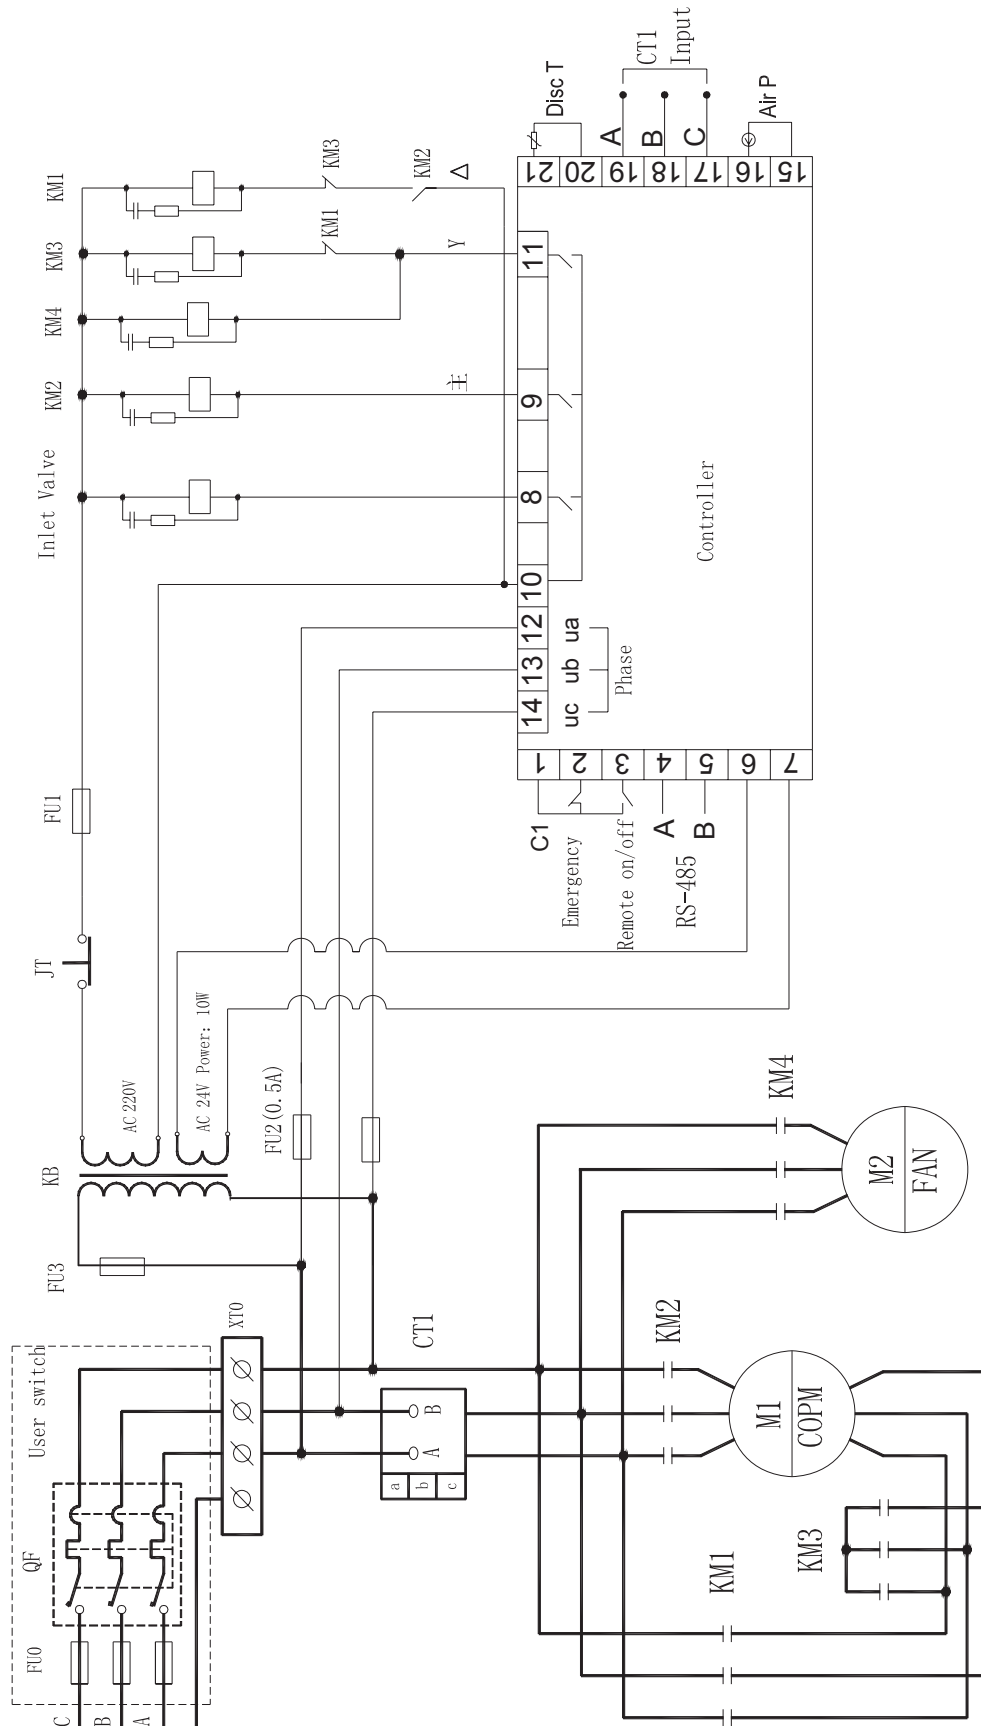 KM1
KM3
KM4
KM2
Inlet Valve
KM3
KM2
Δ
KM1
Y
主
Disc T
A
B
C
CT1
Input
Air P
21
20
19
18
17
16
15
11
9
8
10
12
13
14
ua
ub
uc
Phase
Controller
1
2
3
4
5
6
7
C1
Emergency
Remote on/off
A
B
RS-485
FU1
JT
AC 220V
AC 24V Power: 10W
KB
FU2(0.5A)
FU3
XT0
User switch
QF
FU0
C
B
A
CT1
A
B
a
b
c
KM2
KM4
M2
FAN
M1
COPM
KM1
KM3